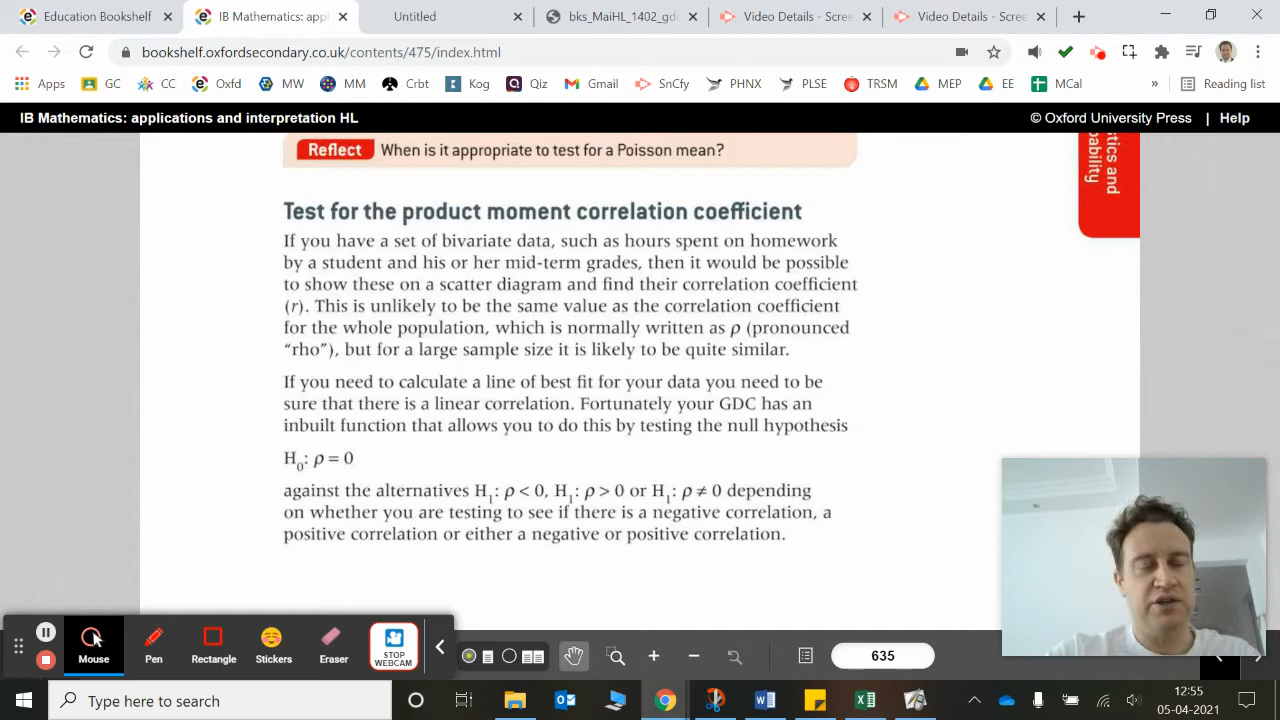 Education Bookshelf
IB Mathematics: appl
Untitled
bks_MaiHL_1402_gd
Video Details - Scree
Video Details - Scree
bookshelf.oxfordsecondary.co.uk/contents/475/index.html
Apps GC CC Oxfd MW MM Crbt Kog Qiz Gmail SnCfy PHNX PLSE TRSM MEP EE MCal » Reading list
IB Mathematics: applications and interpretation HL
© Oxford University Press | Help
Reflect When is it appropriate to test for a Poisson mean?
stics and
bability
Test for the product moment correlation coefficient
If you have a set of bivariate data, such as hours spent on homework
by a student and his or her mid-term grades, then it would be possible
to show these on a scatter diagram and find their correlation coefficient
(r). This is unlikely to be the same value as the correlation coefficient
for the whole population, which is normally written as ρ (pronounced
“rho”), but for a large sample size it is likely to be quite similar.
If you need to calculate a line of best fit for your data you need to be
sure that there is a linear correlation. Fortunately your GDC has an
inbuilt function that allows you to do this by testing the null hypothesis
H₀: ρ = 0
against the alternatives H₁: ρ < 0, H₁: ρ > 0 or H₁: ρ ≠ 0 depending
on whether you are testing to see if there is a negative correlation, a
positive correlation or either a negative or positive correlation.
Mouse
Pen
Rectangle
Stickers
Eraser
STOP
WEBCAM
635
Type here to search
12:55
05-04-2021